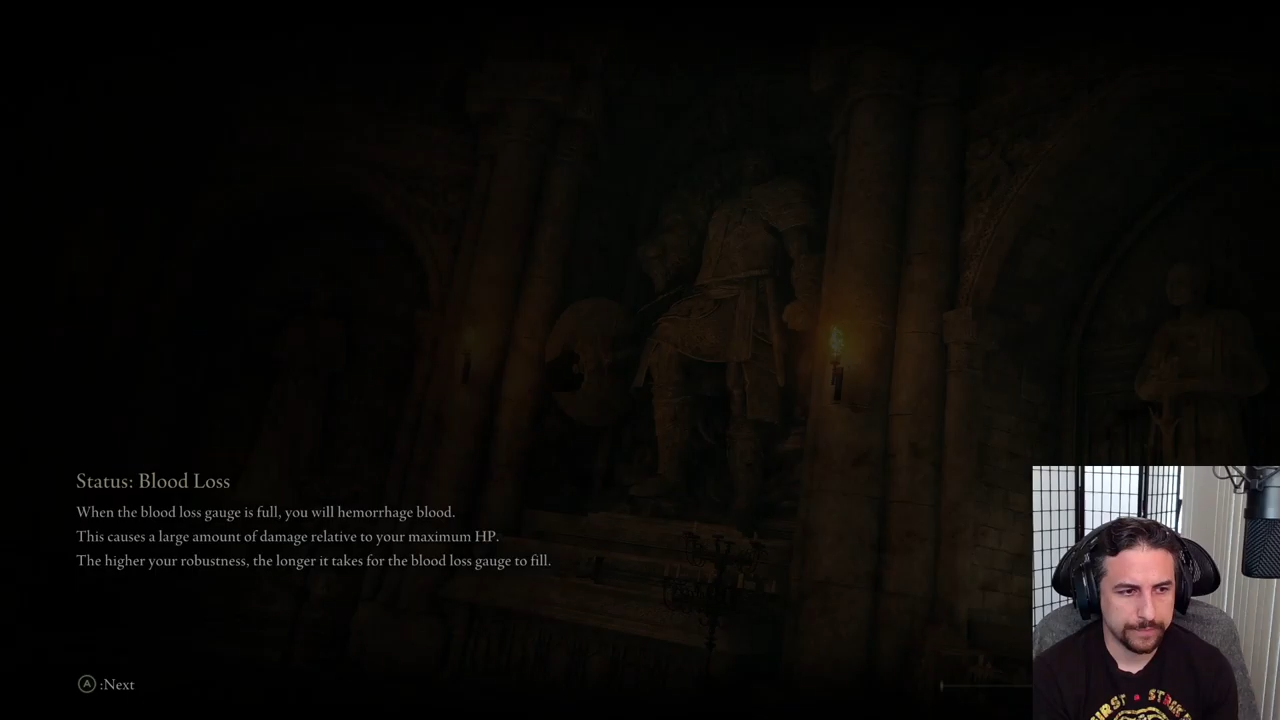 Status: Blood Loss
When the blood loss gauge is full, you will hemorrhage blood.
This causes a large amount of damage relative to your maximum HP.
The higher your robustness, the longer it takes for the blood loss gauge to fill.
A :Next